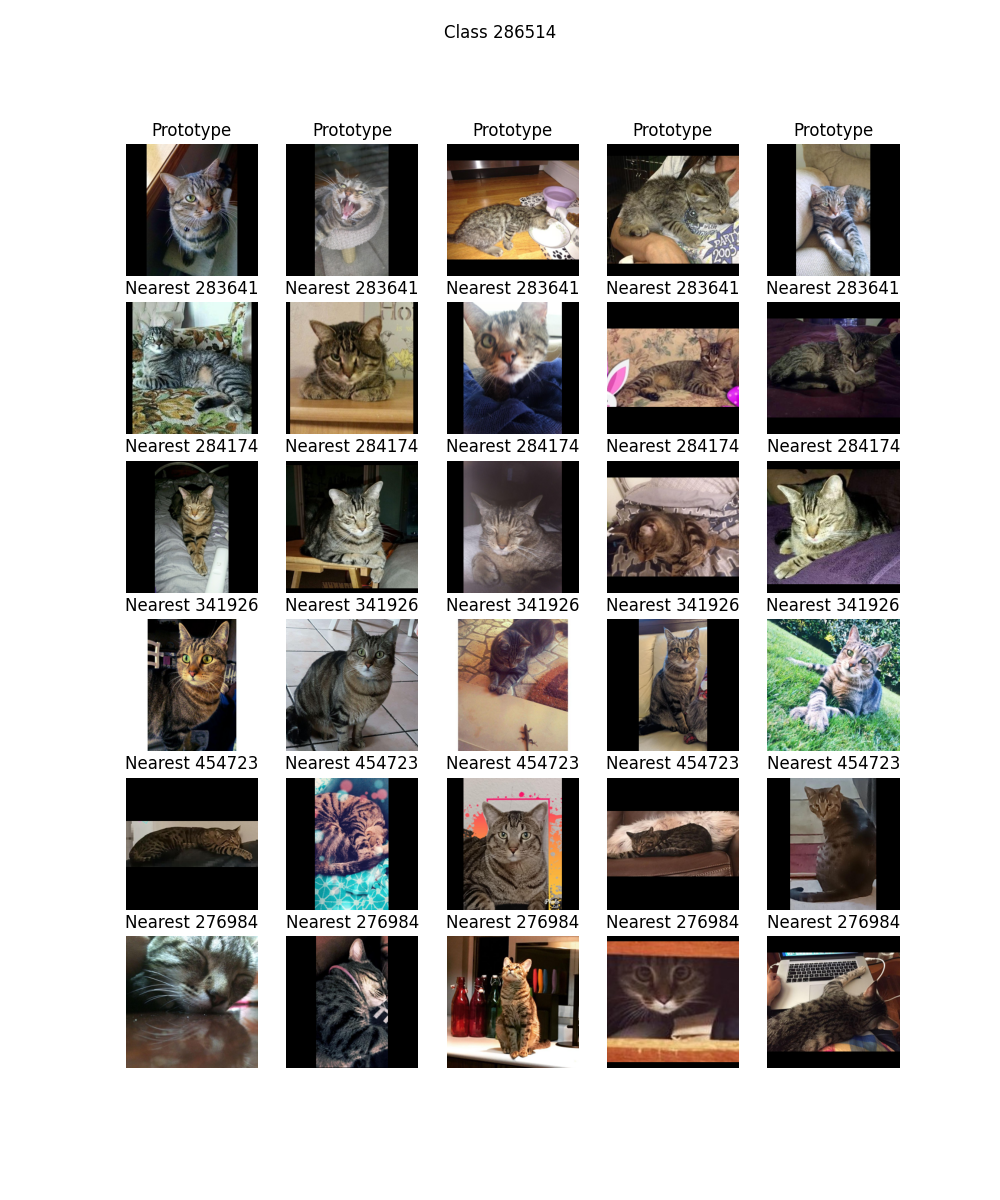 Class 286514
Prototype Prototype Prototype Prototype Prototype
PARTY
2003
Nearest 283641 Nearest 283641 Nearest 283641 Nearest 283641 Nearest 283641
Ho
Nearest 284174 Nearest 284174 Nearest 284174 Nearest 284174 Nearest 284174
Nearest 341926 Nearest 341926 Nearest 341926 Nearest 341926 Nearest 341926
Nearest 454723 Nearest 454723 Nearest 454723 Nearest 454723 Nearest 454723
Nearest 276984 Nearest 276984 Nearest 276984 Nearest 276984 Nearest 276984